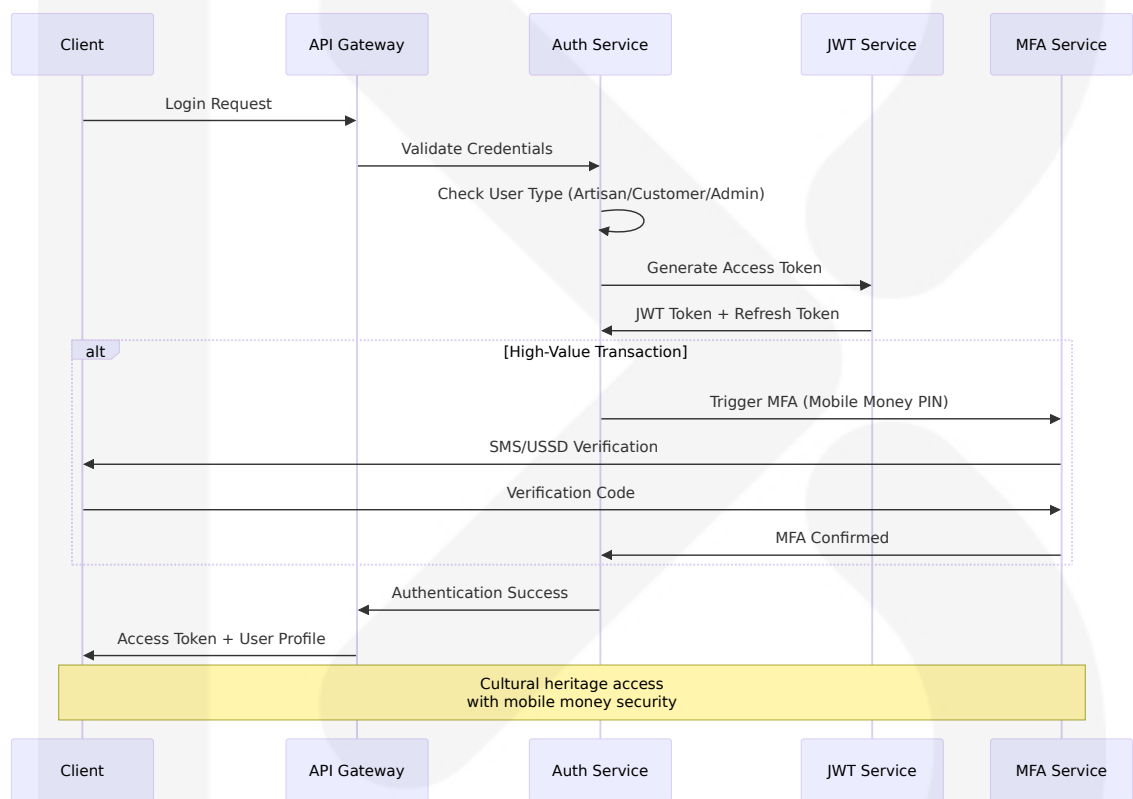 Client
API Gateway
Auth Service
JWT Service
MFA Service
Login Request
Validate Credentials
Check User Type (Artisan/Customer/Admin)
Generate Access Token
JWT Token + Refresh Token
alt
[High-Value Transaction]
Trigger MFA (Mobile Money PIN)
SMS/USSD Verification
Verification Code
MFA Confirmed
Authentication Success
Access Token + User Profile
Cultural heritage access
with mobile money security
Client
API Gateway
Auth Service
JWT Service
MFA Service